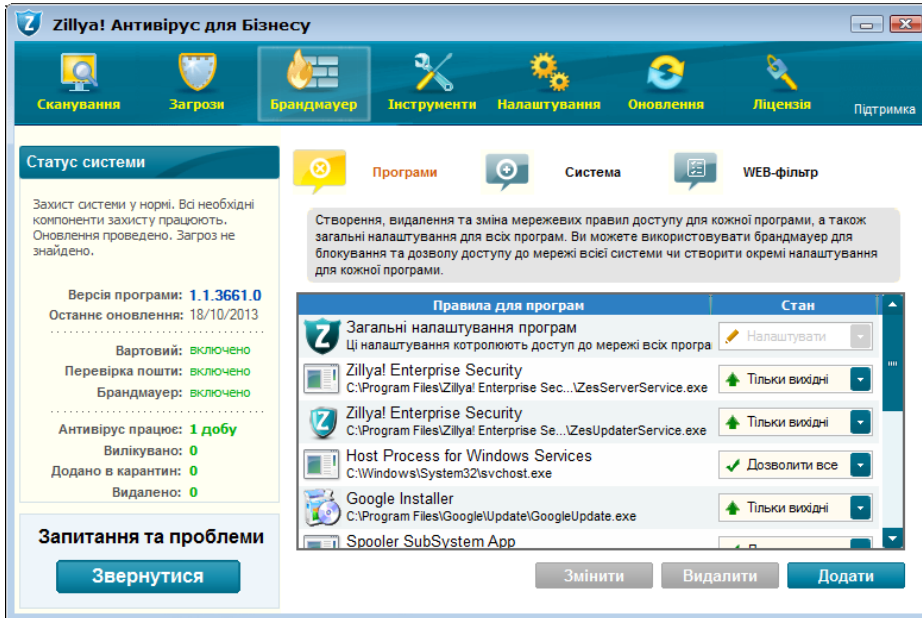 Zillya! Антивірус для Бізнесу
Сканування
Загрози
Брандмауер
Інструменти
Налаштування
Оновлення
Ліцензія
Підтримка
Статус системи
Захист системи у нормі. Всі необхідні
компоненти захисту працюють.
Оновлення проведено. Загроз не
знайдено.
Версія програми: 1.1.3661.0
Останнє оновлення: 18/10/2013
Вартовий: включено
Перевірка пошти: включено
Брандмауер: включено
Антивірус працює: 1 добу
Вилікувано: 0
Додано в карантин: 0
Видалено: 0
Запитання та проблеми
Звернутися
Програми
Система
WEB-фільтр
Створення, видалення та зміна мережевих правил доступу для кожної програми, а також
загальні налаштування для всіх програм. Ви можете використовувати брандмауер для
блокування та дозволу доступу до мережі всієї системи чи створити окремі налаштування
для кожної програми.
Правила для програм
Стан
Загальні налаштування програм
Ці налаштування котролюють доступ до мережі всіх програ
Налаштувати
Zillya! Enterprise Security
C:\Program Files\Zillya! Enterprise Sec...\ZesServerService.exe
Тільки вихідні
Zillya! Enterprise Security
C:\Program Files\Zillya! Enterprise Se...\ZesUpdaterService.exe
Тільки вихідні
Host Process for Windows Services
C:\Windows\System32\svchost.exe
Дозволити все
Google Installer
C:\Program Files\Google\Update\GoogleUpdate.exe
Тільки вихідні
Spooler SubSystem App
Змінити
Видалити
Додати